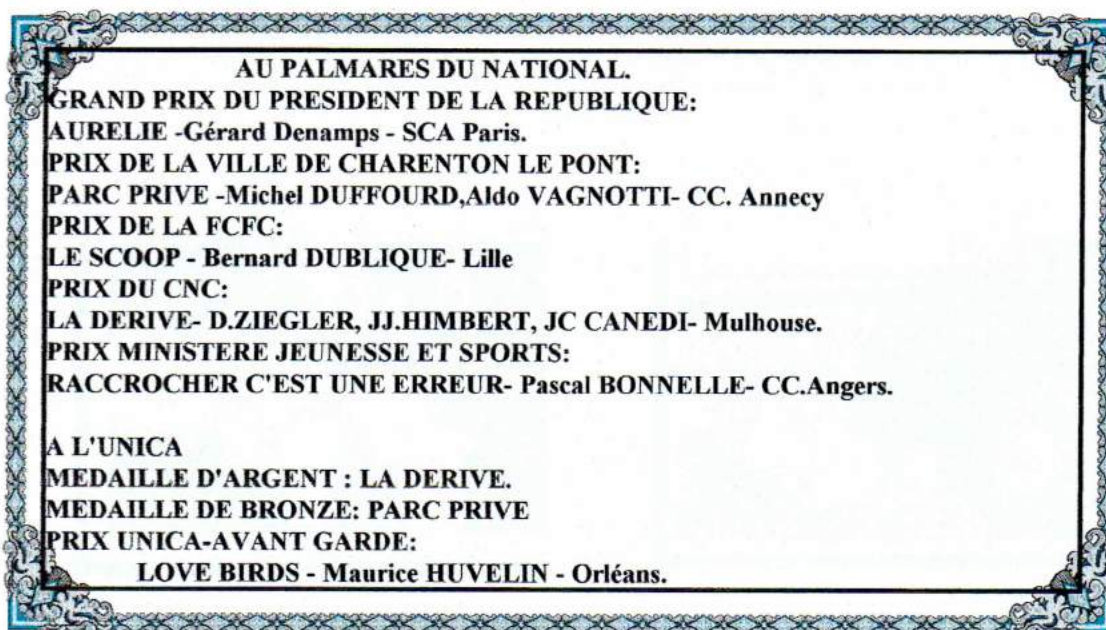 AU PALMARES DU NATIONAL.
GRAND PRIX DU PRESIDENT DE LA REPUBLIQUE:
AURELIE -Gérard Denamps - SCA Paris.
PRIX DE LA VILLE DE CHARENTON LE PONT:
PARC PRIVE -Michel DUFFOURD,Aldo VAGNOTTI- CC. Annecy
PRIX DE LA FCFC:
LE SCOOP - Bernard DUBLIQUE- Lille
PRIX DU CNC:
LA DERIVE- D.ZIEGLER, JJ.HIMBERT, JC CANEDI- Mulhouse.
PRIX MINISTERE JEUNESSE ET SPORTS:
RACCROCHER C'EST UNE ERREUR- Pascal BONNELLE- CC.Angers.
A L'UNICA
MEDAILLE D'ARGENT : LA DERIVE.
MEDAILLE DE BRONZE: PARC PRIVE
PRIX UNICA-AVANT GARDE:
LOVE BIRDS - Maurice HUVELIN - Orléans.